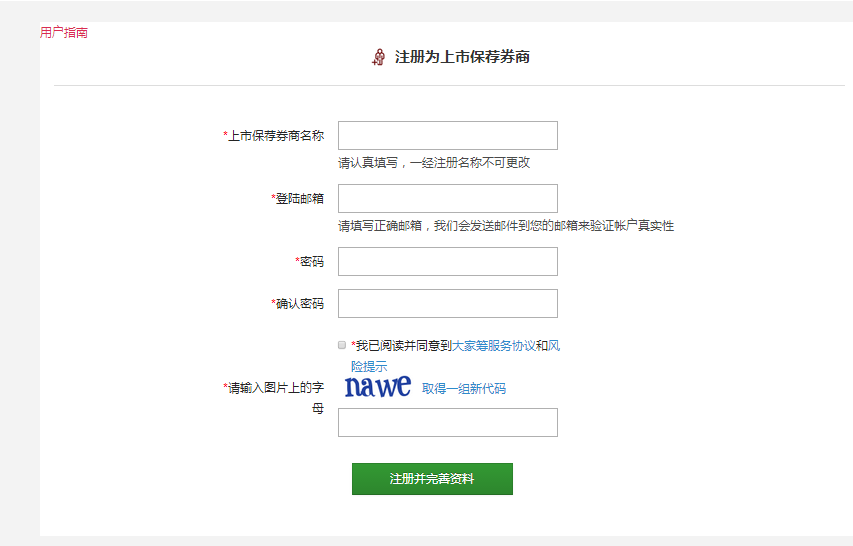 用户指南
注册为上市保荐券商
*上市保荐券商名称
请认真填写，一经注册名称不可更改
*登陆邮箱
请填写正确邮箱，我们会发送邮件到您的邮箱来验证帐户真实性
*密码
*确认密码
*我已阅读并同意到大家筹服务协议和风
险提示
*请输入图片上的字
母
nawe 取得一组新代码
注册并完善资料